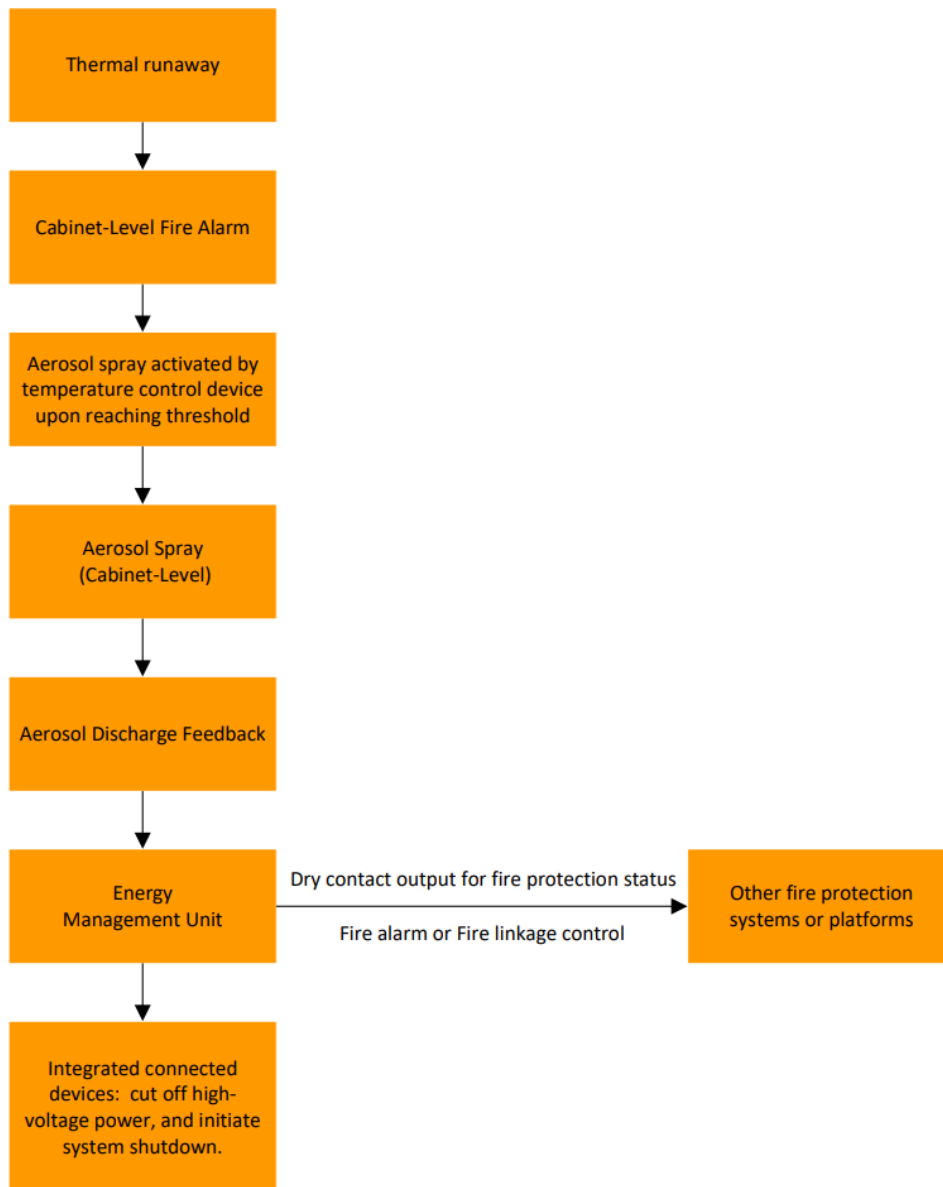 Thermal runaway
Cabinet-Level Fire Alarm
Aerosol spray activated by
temperature control device
upon reaching threshold
Aerosol Spray
(Cabinet-Level)
Aerosol Discharge Feedback
Energy
Management Unit
Dry contact output for fire protection status
Fire alarm or Fire linkage control
Other fire protection
systems or platforms
Integrated connected
devices:  cut off high-
voltage power, and initiate
system shutdown.